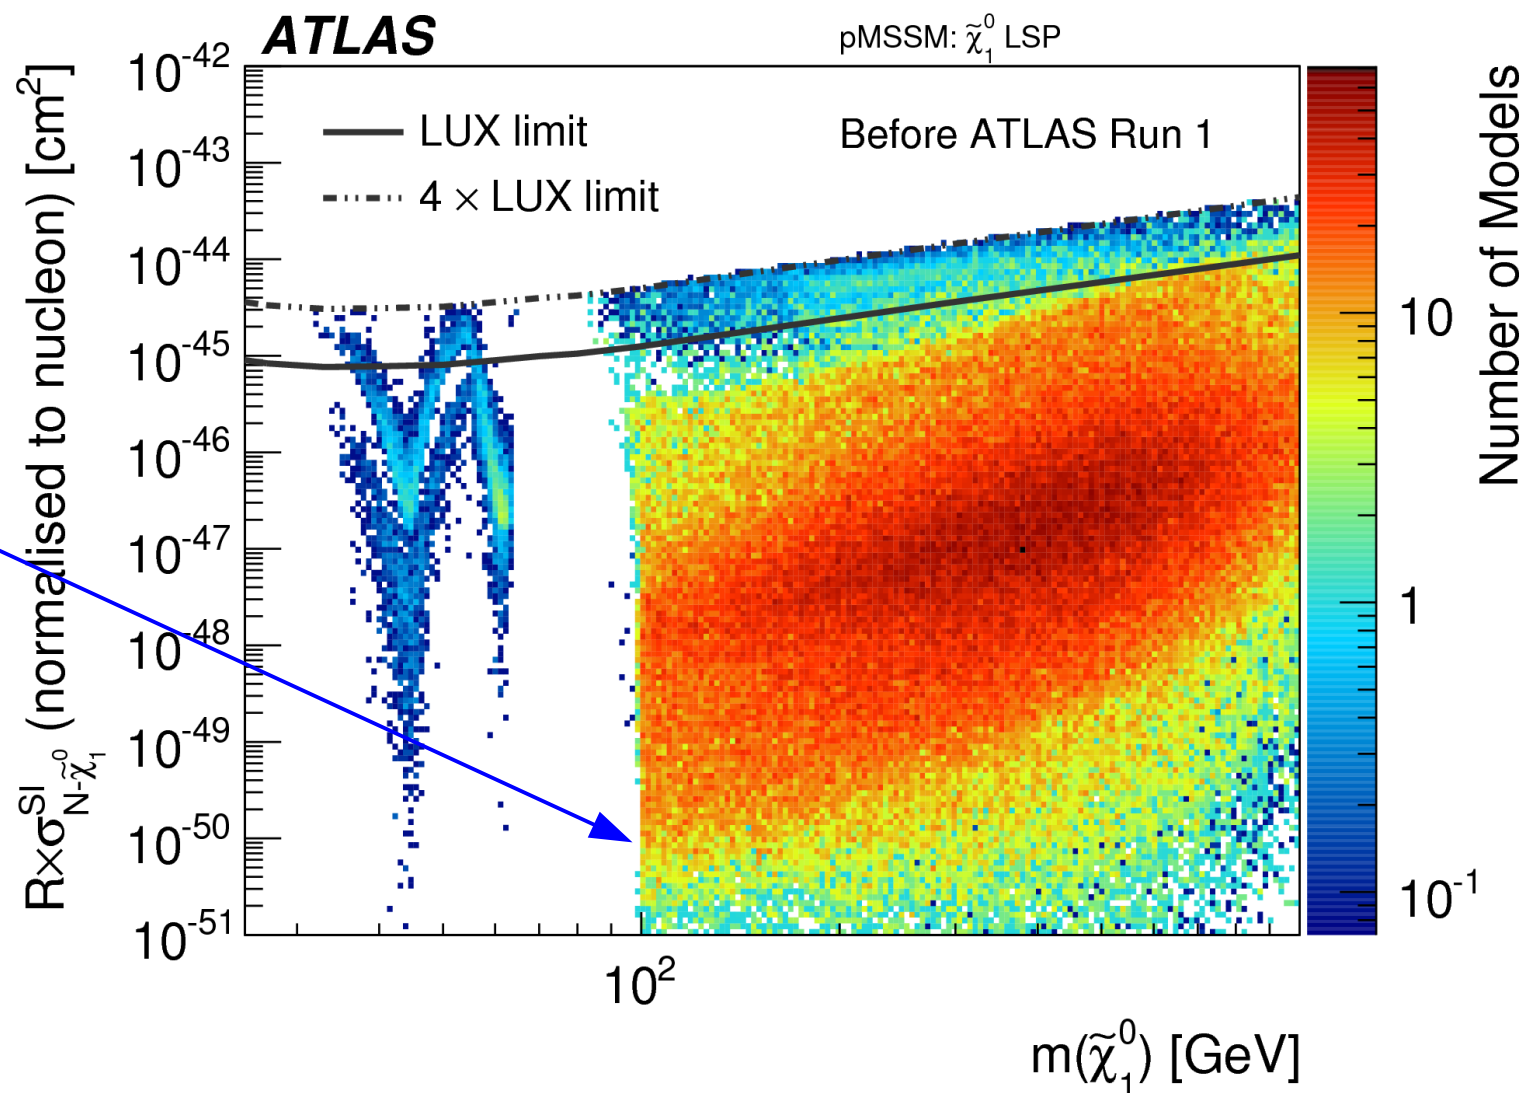 ATLAS
pMSSM: χ̃₁⁰ LSP
LUX limit
4 × LUX limit
Before ATLAS Run 1
R×σ^SI_N-χ̃₁⁰ (normalised to nucleon) [cm²]
10⁻⁴²
10⁻⁴³
10⁻⁴⁴
10⁻⁴⁵
10⁻⁴⁶
10⁻⁴⁷
10⁻⁴⁸
10⁻⁴⁹
10⁻⁵⁰
10⁻⁵¹
10²
m(χ̃₁⁰) [GeV]
Number of Models
10
1
10⁻¹